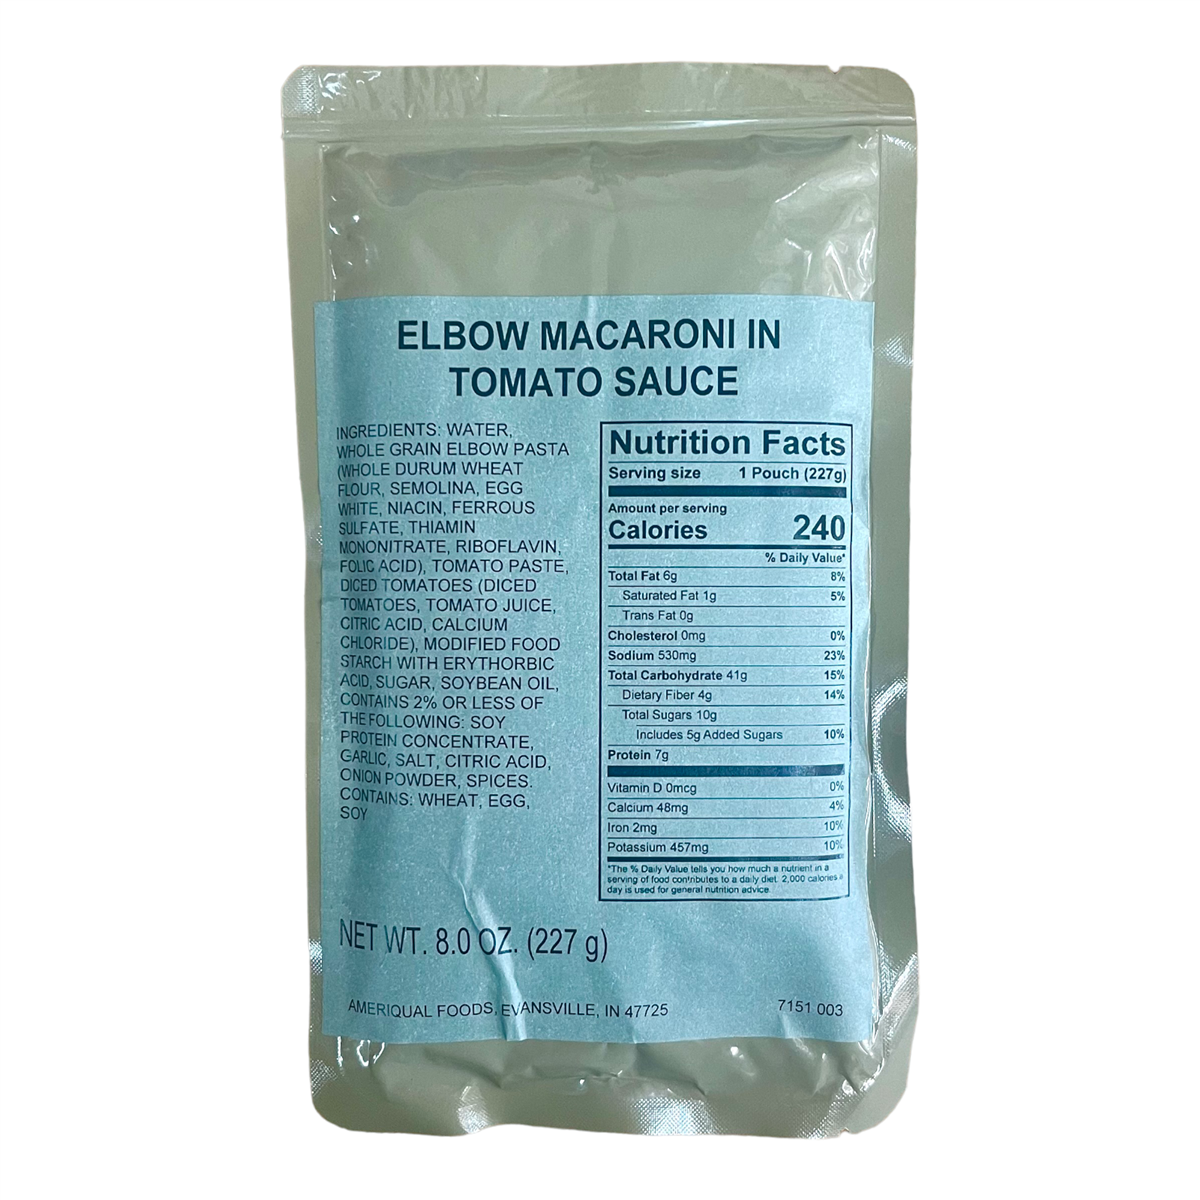 ELBOW MACARONI IN
TOMATO SAUCE
INGREDIENTS: WATER,
WHOLE GRAIN ELBOW PASTA
(WHOLE DURUM WHEAT
FLOUR, SEMOLINA, EGG
WHITE, NIACIN, FERROUS
SULFATE, THIAMIN
MONONITRATE, RIBOFLAVIN,
FOLIC ACID), TOMATO PASTE,
DICED TOMATOES (DICED
TOMATOES, TOMATO JUICE,
CITRIC ACID, CALCIUM
CHLORIDE), MODIFIED FOOD
STARCH WITH ERYTHORBIC
ACID, SUGAR, SOYBEAN OIL,
CONTAINS 2% OR LESS OF
THE FOLLOWING: SOY
PROTEIN CONCENTRATE,
GARLIC, SALT, CITRIC ACID,
ONION POWDER, SPICES.
CONTAINS: WHEAT, EGG,
SOY
Nutrition Facts
Serving size 1 Pouch (227g)
Amount per serving
Calories 240
% Daily Value*
Total Fat 6g 8%
Saturated Fat 1g 5%
Trans Fat 0g
Cholesterol 0mg 0%
Sodium 530mg 23%
Total Carbohydrate 41g 15%
Dietary Fiber 4g 14%
Total Sugars 10g
Includes 5g Added Sugars 10%
Protein 7g
Vitamin D 0mcg 0%
Calcium 48mg 4%
Iron 2mg 10%
Potassium 457mg 10%
*The % Daily Value tells you how much a nutrient in a
serving of food contributes to a daily diet. 2,000 calories a
day is used for general nutrition advice.
NET WT. 8.0 OZ. (227 g)
AMERIQUAL FOODS, EVANSVILLE, IN 47725 7151 003